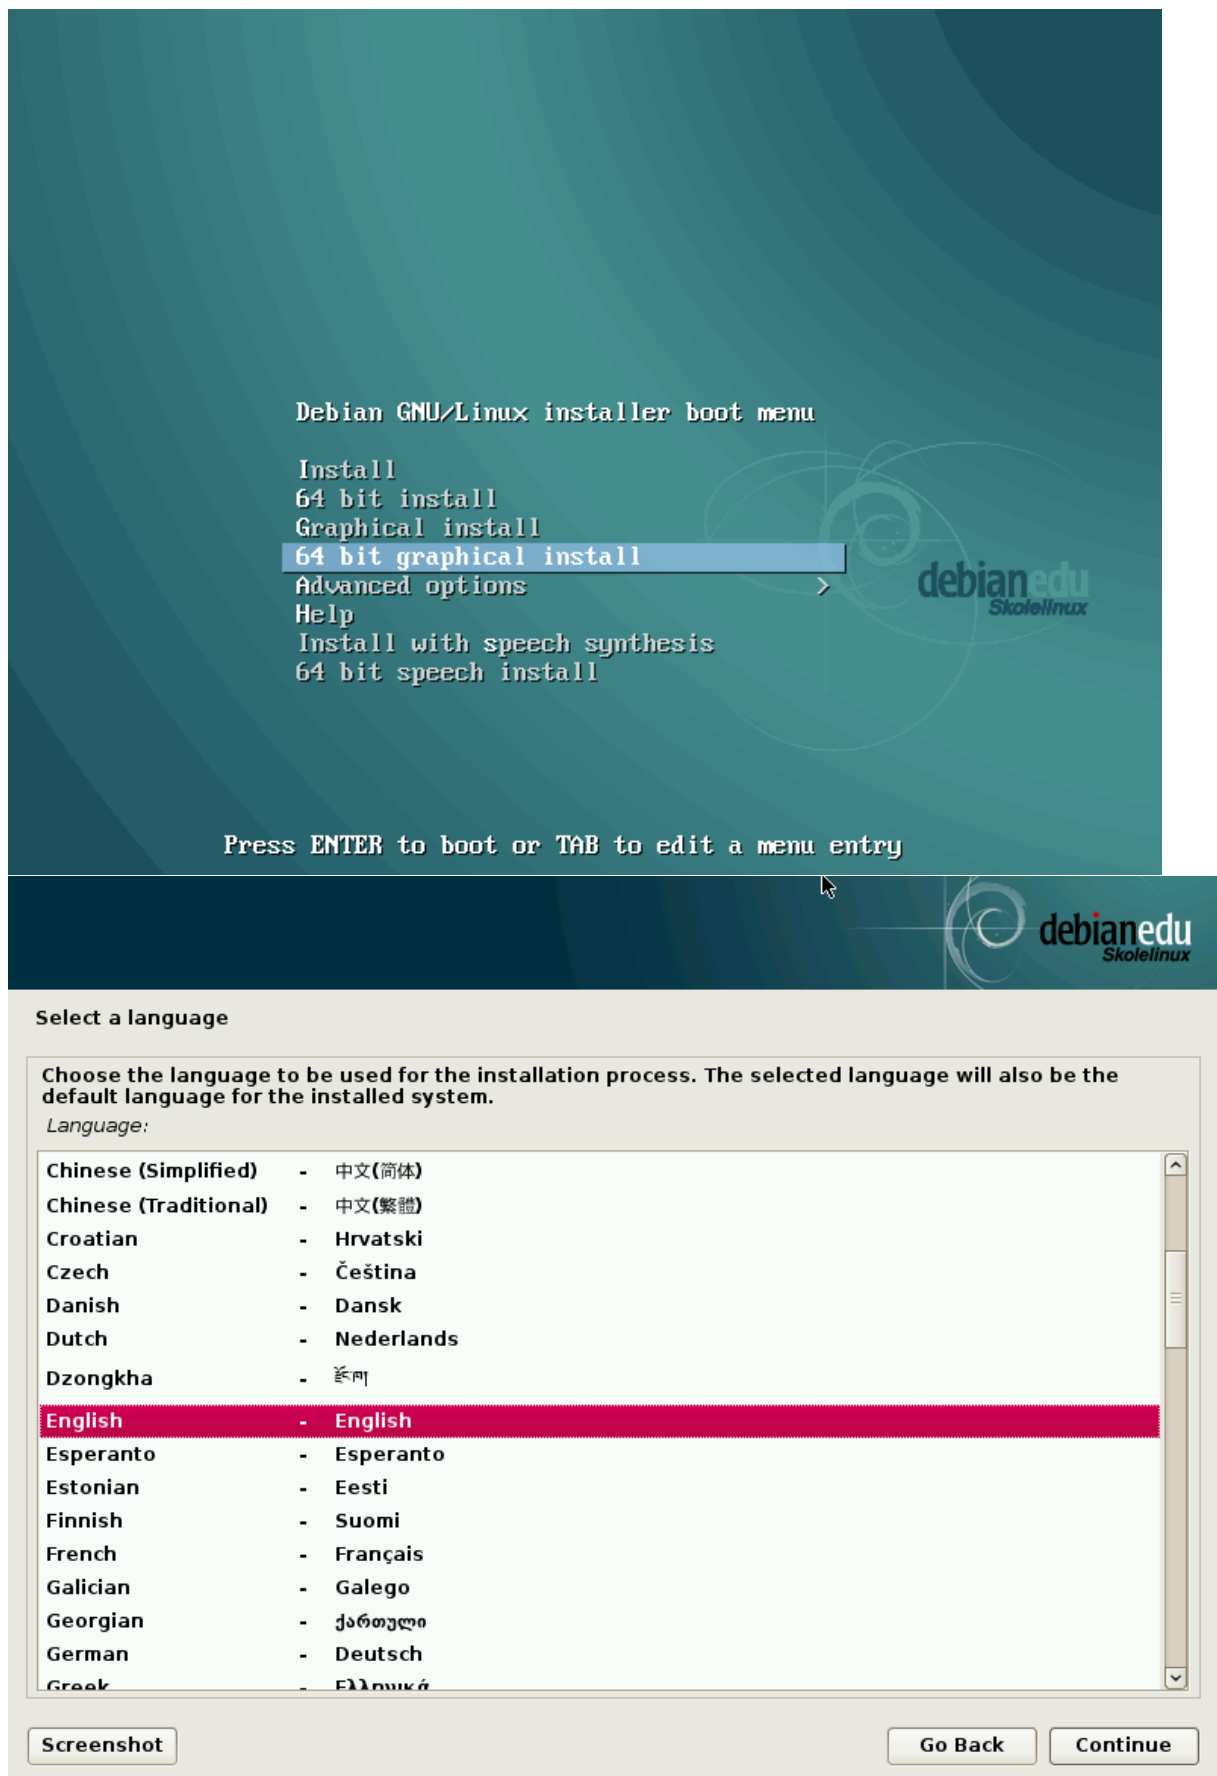 Debian GNU/Linux installer boot menu
Install
64 bit install
Graphical install
64 bit graphical install
Advanced options >
Help
Install with speech synthesis
64 bit speech install
debianedu
Skolelinux
Press ENTER to boot or TAB to edit a menu entry
debianedu
Skolelinux
Select a language
Choose the language to be used for the installation process. The selected language will also be the
default language for the installed system.
Language:
Chinese (Simplified) - 中文(简体)
Chinese (Traditional) - 中文(繁體)
Croatian - Hrvatski
Czech - Čeština
Danish - Dansk
Dutch - Nederlands
Dzongkha - རྫོང་ཁ།
English - English
Esperanto - Esperanto
Estonian - Eesti
Finnish - Suomi
French - Français
Galician - Galego
Georgian - ქართული
German - Deutsch
Greek - Ελληνικά
Screenshot Go Back Continue